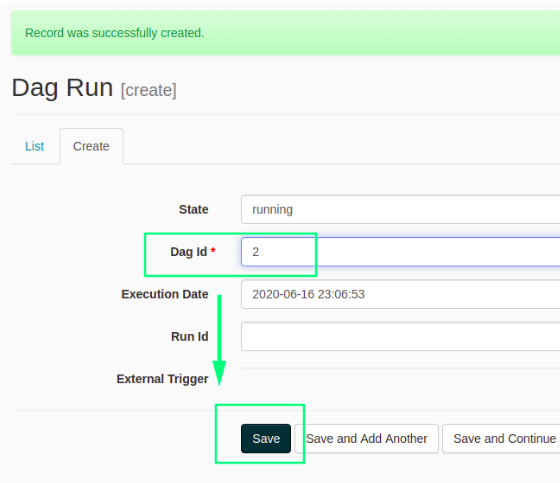 Record was successfully created.
Dag Run [create]
List Create
State running
Dag Id * 2
Execution Date 2020-06-16 23:06:53
Run Id
External Trigger
Save Save and Add Another Save and Continue